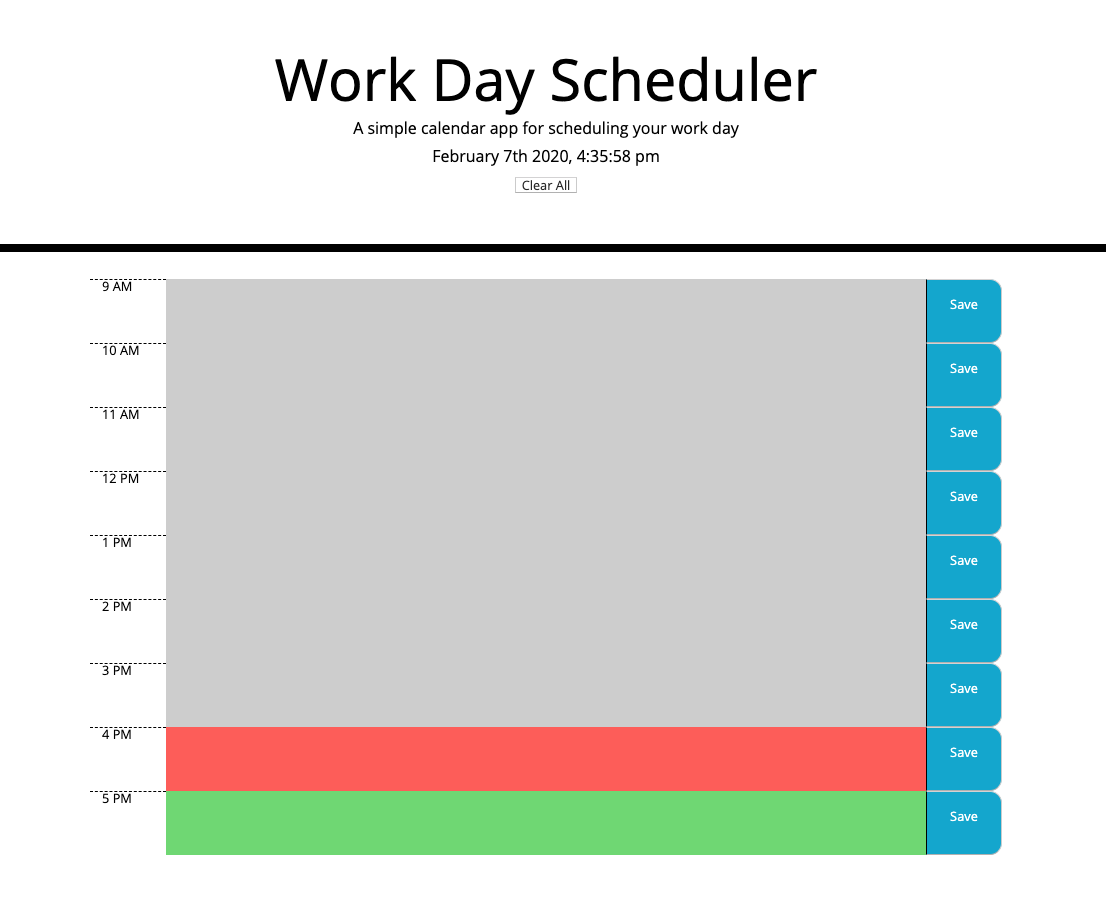 Work Day Scheduler
A simple calendar app for scheduling your work day
February 7th 2020, 4:35:58 pm
Clear All
9 AM
Save
10 AM
Save
11 AM
Save
12 PM
Save
1 PM
Save
2 PM
Save
3 PM
Save
4 PM
Save
5 PM
Save